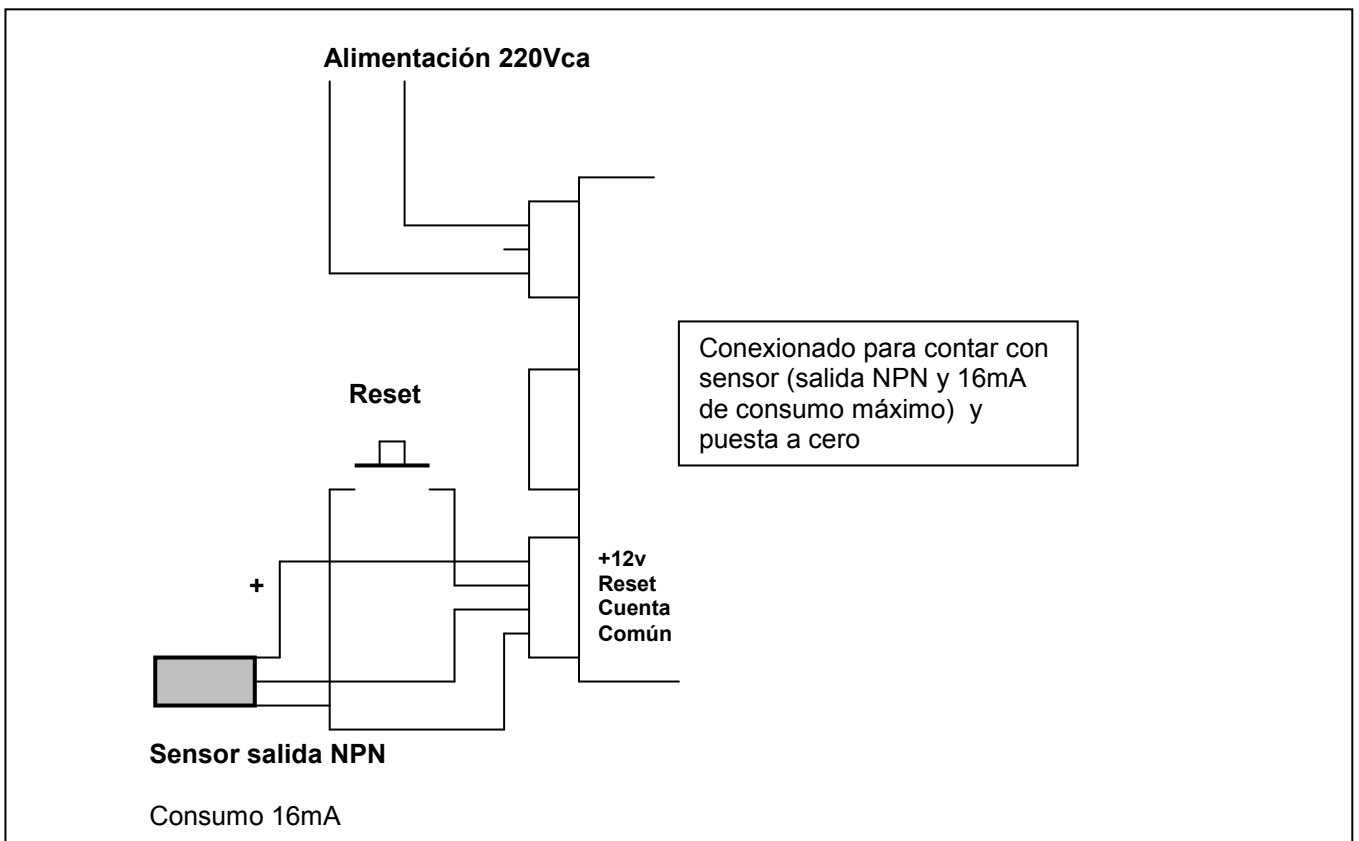 Alimentación 220Vca
Conexionado para contar con
sensor (salida NPN y 16mA
de consumo máximo) y
puesta a cero
Reset
+12v
Reset
Cuenta
Común
+
Sensor salida NPN
Consumo 16mA